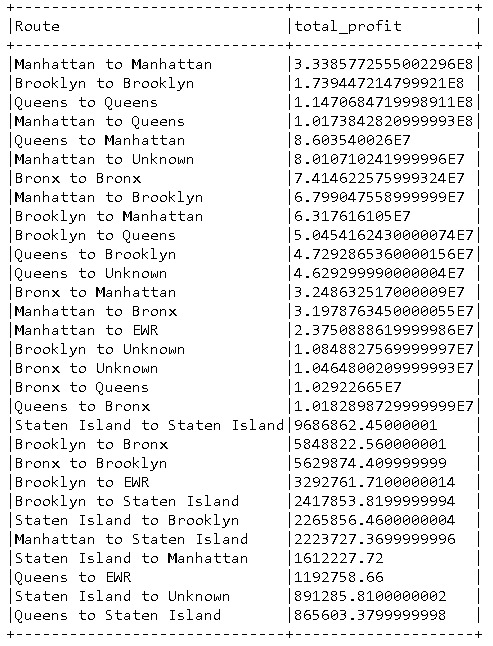 +---------------------------+--------------------+
|Route                      |total_profit        |
+---------------------------+--------------------+
|Manhattan to Manhattan     |3.3385772555002296E8|
|Brooklyn to Brooklyn       |1.739447214799921E8 |
|Queens to Queens           |1.1470684719998911E8|
|Manhattan to Queens        |1.0173842820999993E8|
|Queens to Manhattan        |8.603540026E7       |
|Manhattan to Unknown       |8.010710241999996E7 |
|Bronx to Bronx             |7.414622575999324E7 |
|Manhattan to Brooklyn      |6.799047558999999E7 |
|Brooklyn to Manhattan      |6.317616105E7       |
|Brooklyn to Queens         |5.0454162430000074E7|
|Queens to Brooklyn         |4.7292865360000156E7|
|Queens to Unknown          |4.629299990000004E7 |
|Bronx to Manhattan         |3.248632517000009E7 |
|Manhattan to Bronx         |3.1978763450000055E7|
|Manhattan to EWR           |2.3750888619999986E7|
|Brooklyn to Unknown        |1.0848827569999997E7|
|Bronx to Unknown           |1.0464800209999993E7|
|Bronx to Queens            |1.02922665E7        |
|Queens to Bronx            |1.0182898729999999E7|
|Staten Island to Staten Island|9686862.45000001    |
|Brooklyn to Bronx          |5848822.560000001   |
|Bronx to Brooklyn          |5629874.409999999   |
|Brooklyn to EWR            |3292761.7100000014  |
|Brooklyn to Staten Island  |2417853.8199999994  |
|Staten Island to Brooklyn  |2265856.4600000004  |
|Manhattan to Staten Island |2223727.3699999996  |
|Staten Island to Manhattan |1612227.72          |
|Queens to EWR              |1192758.66          |
|Staten Island to Unknown   |891285.8100000002   |
|Queens to Staten Island    |865603.3799999998   |
+---------------------------+--------------------+